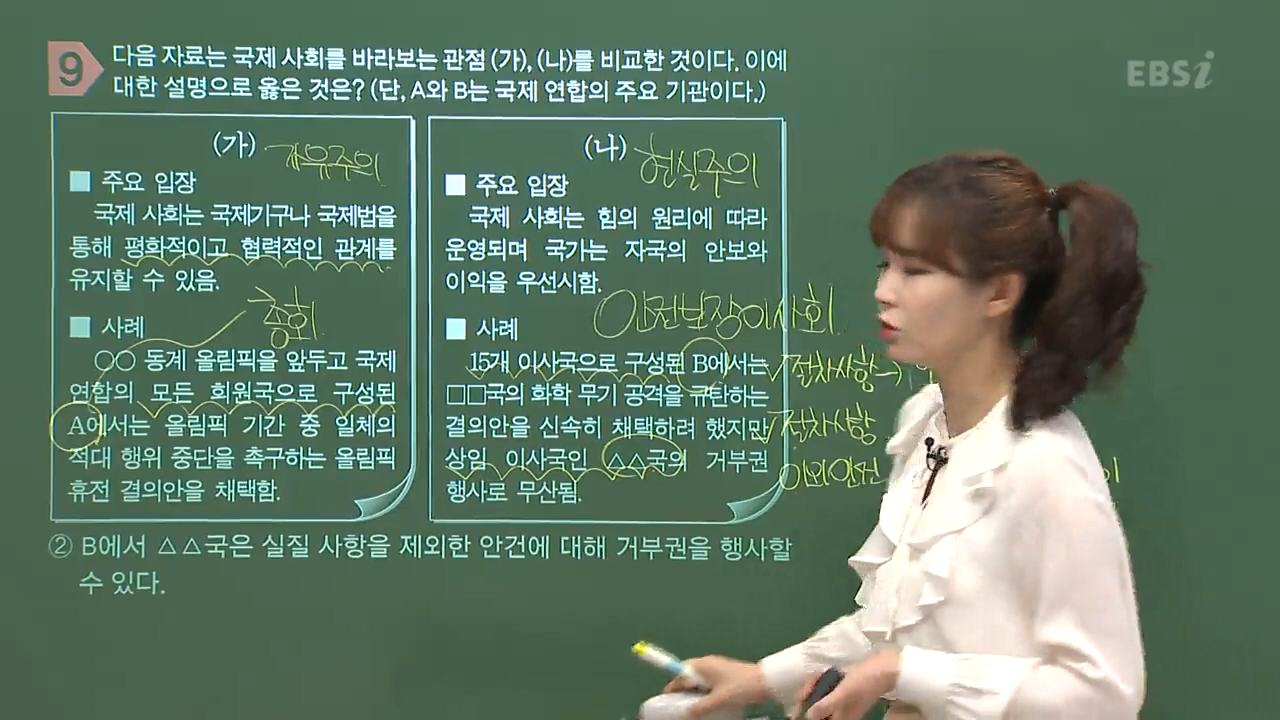 EBSi
9
다음 자료는 국제 사회를 바라보는 관점 (가), (나)를 비교한 것이다. 이에
대한 설명으로 옳은 것은? (단, A와 B는 국제 연합의 주요 기관이다.)
(가) 자유주의
■ 주요 입장
국제 사회는 국제기구나 국제법을
통해 평화적이고 협력적인 관계를
유지할 수 있음.
총회
■ 사례
○○ 동계 올림픽을 앞두고 국제
연합의 모든 회원국으로 구성된
A에서는 올림픽 기간 중 일체의
적대 행위 중단을 촉구하는 올림픽
휴전 결의안을 채택함.
(나) 현실주의
■ 주요 입장
국제 사회는 힘의 원리에 따라
운영되며 국가는 자국의 안보와
이익을 우선시함.
안전보장이사회
■ 사례
15개 이사국으로 구성된 B에서는
□□국의 화학 무기 공격을 규탄하는
결의안을 신속히 채택하려 했지만
상임 이사국인 △△국의 거부권
행사로 무산됨.
√절차사항→
√절차사항
② B에서 △△국은 실질 사항을 제외한 안건에 대해 거부권을 행사할
수 있다.